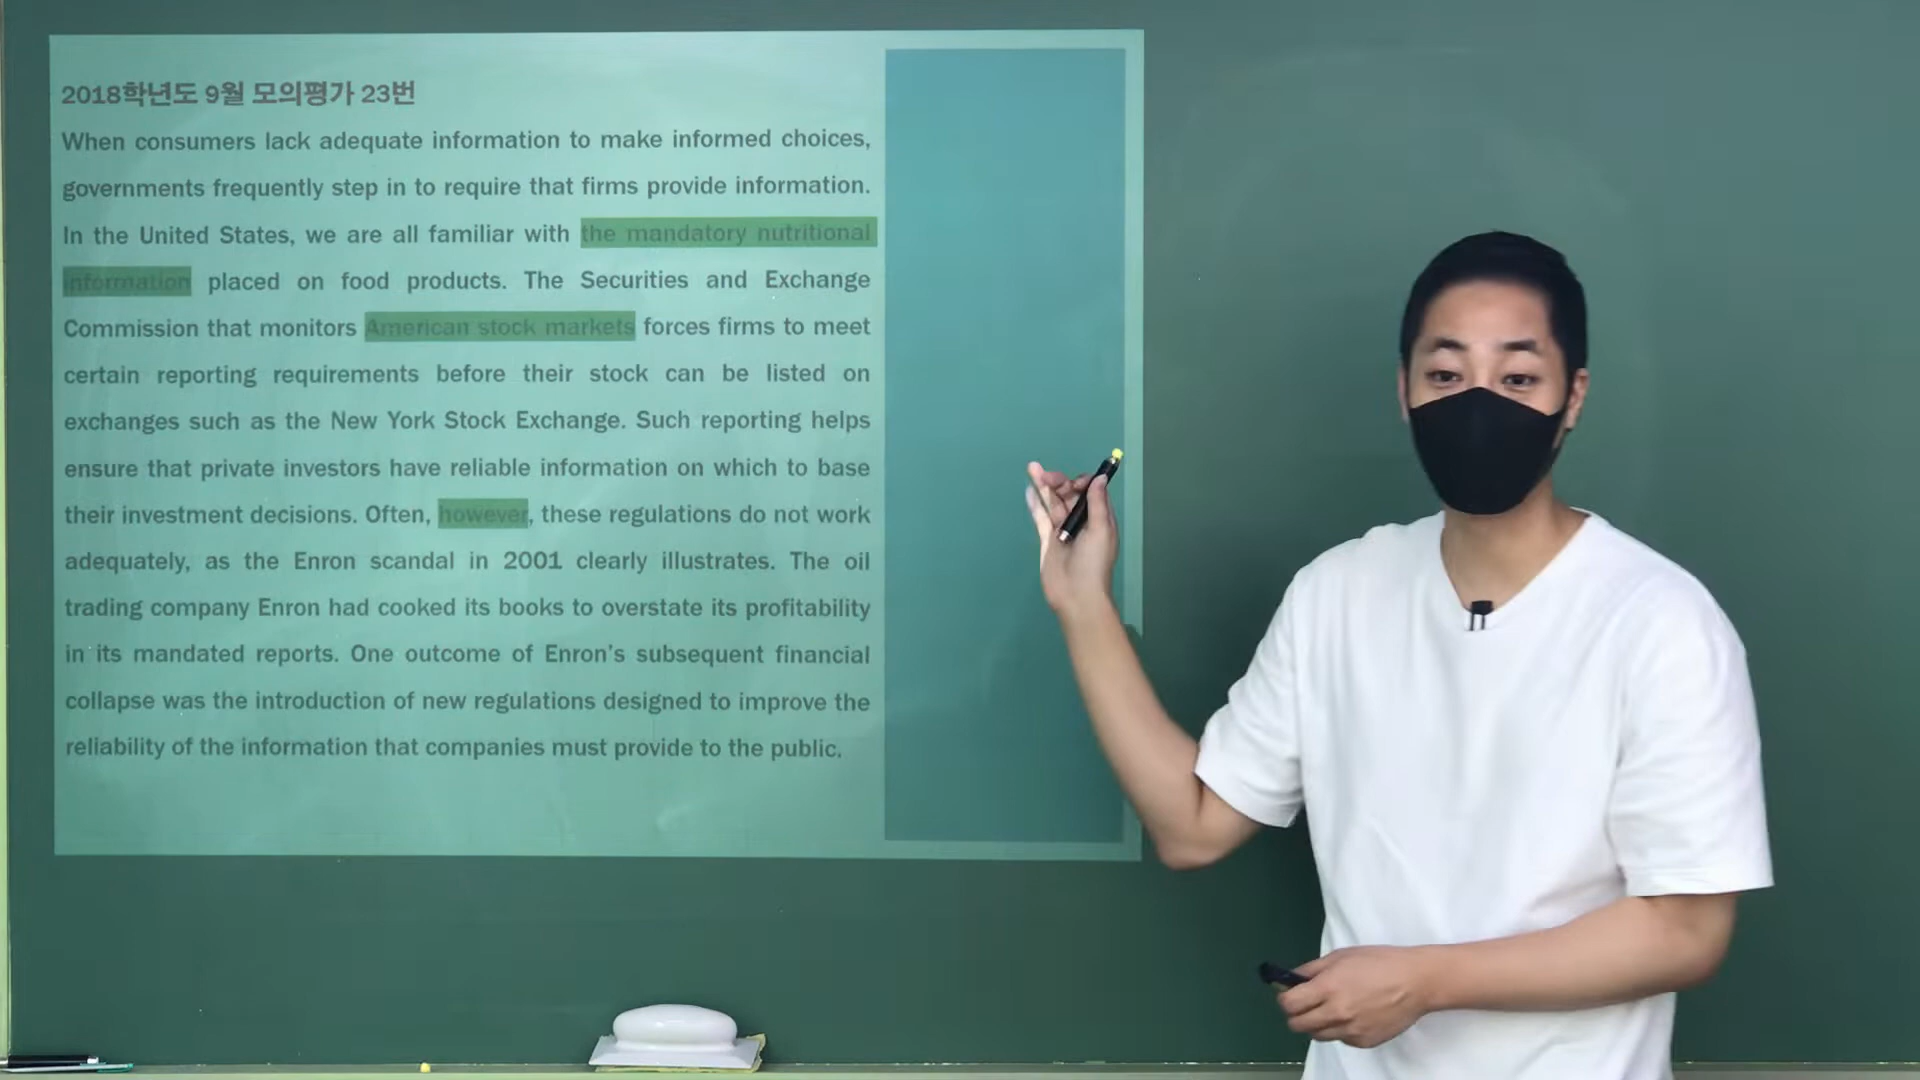 2018학년도 9월 모의평가 23번
When consumers lack adequate information to make informed choices,
governments frequently step in to require that firms provide information.
In the United States, we are all familiar with the mandatory nutritional
information placed on food products. The Securities and Exchange
Commission that monitors American stock markets forces firms to meet
certain reporting requirements before their stock can be listed on
exchanges such as the New York Stock Exchange. Such reporting helps
ensure that private investors have reliable information on which to base
their investment decisions. Often, however, these regulations do not work
adequately, as the Enron scandal in 2001 clearly illustrates. The oil
trading company Enron had cooked its books to overstate its profitability
in its mandated reports. One outcome of Enron's subsequent financial
collapse was the introduction of new regulations designed to improve the
reliability of the information that companies must provide to the public.